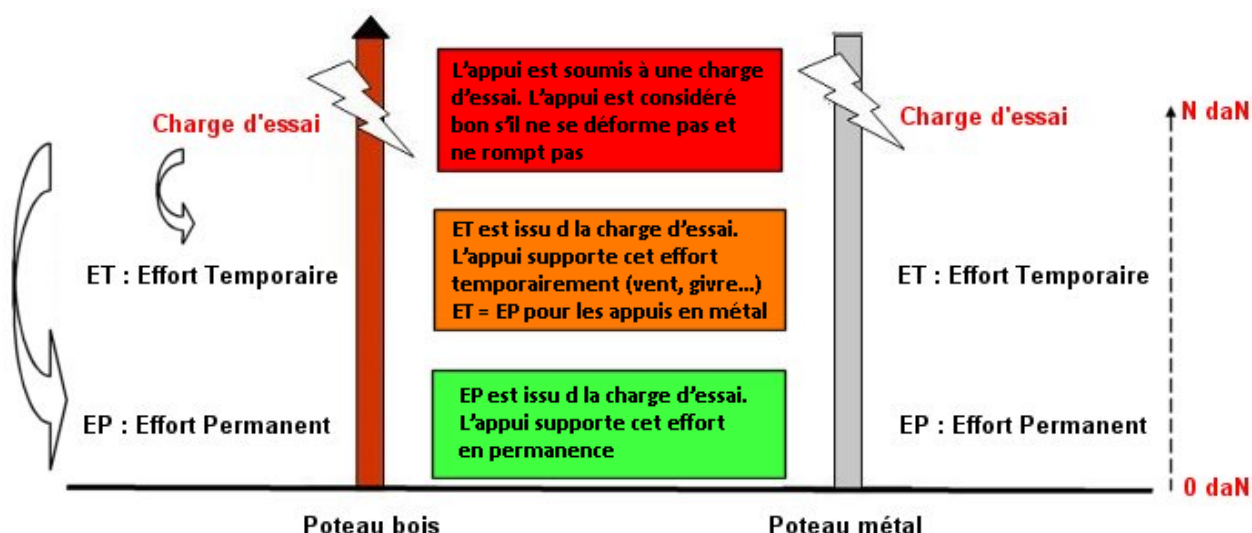 L'appui est soumis à une charge
d'essai. L'appui est considéré
bon s'il ne se déforme pas et
ne rompt pas
Charge d'essai
Charge d'essai
N daN
ET est issu d la charge d'essai.
L'appui supporte cet effort
temporairement (vent, givre...)
ET = EP pour les appuis en métal
ET : Effort Temporaire
ET : Effort Temporaire
EP est issu d la charge d'essai.
L'appui supporte cet effort
en permanence
EP : Effort Permanent
EP : Effort Permanent
0 daN
Poteau bois
Poteau métal